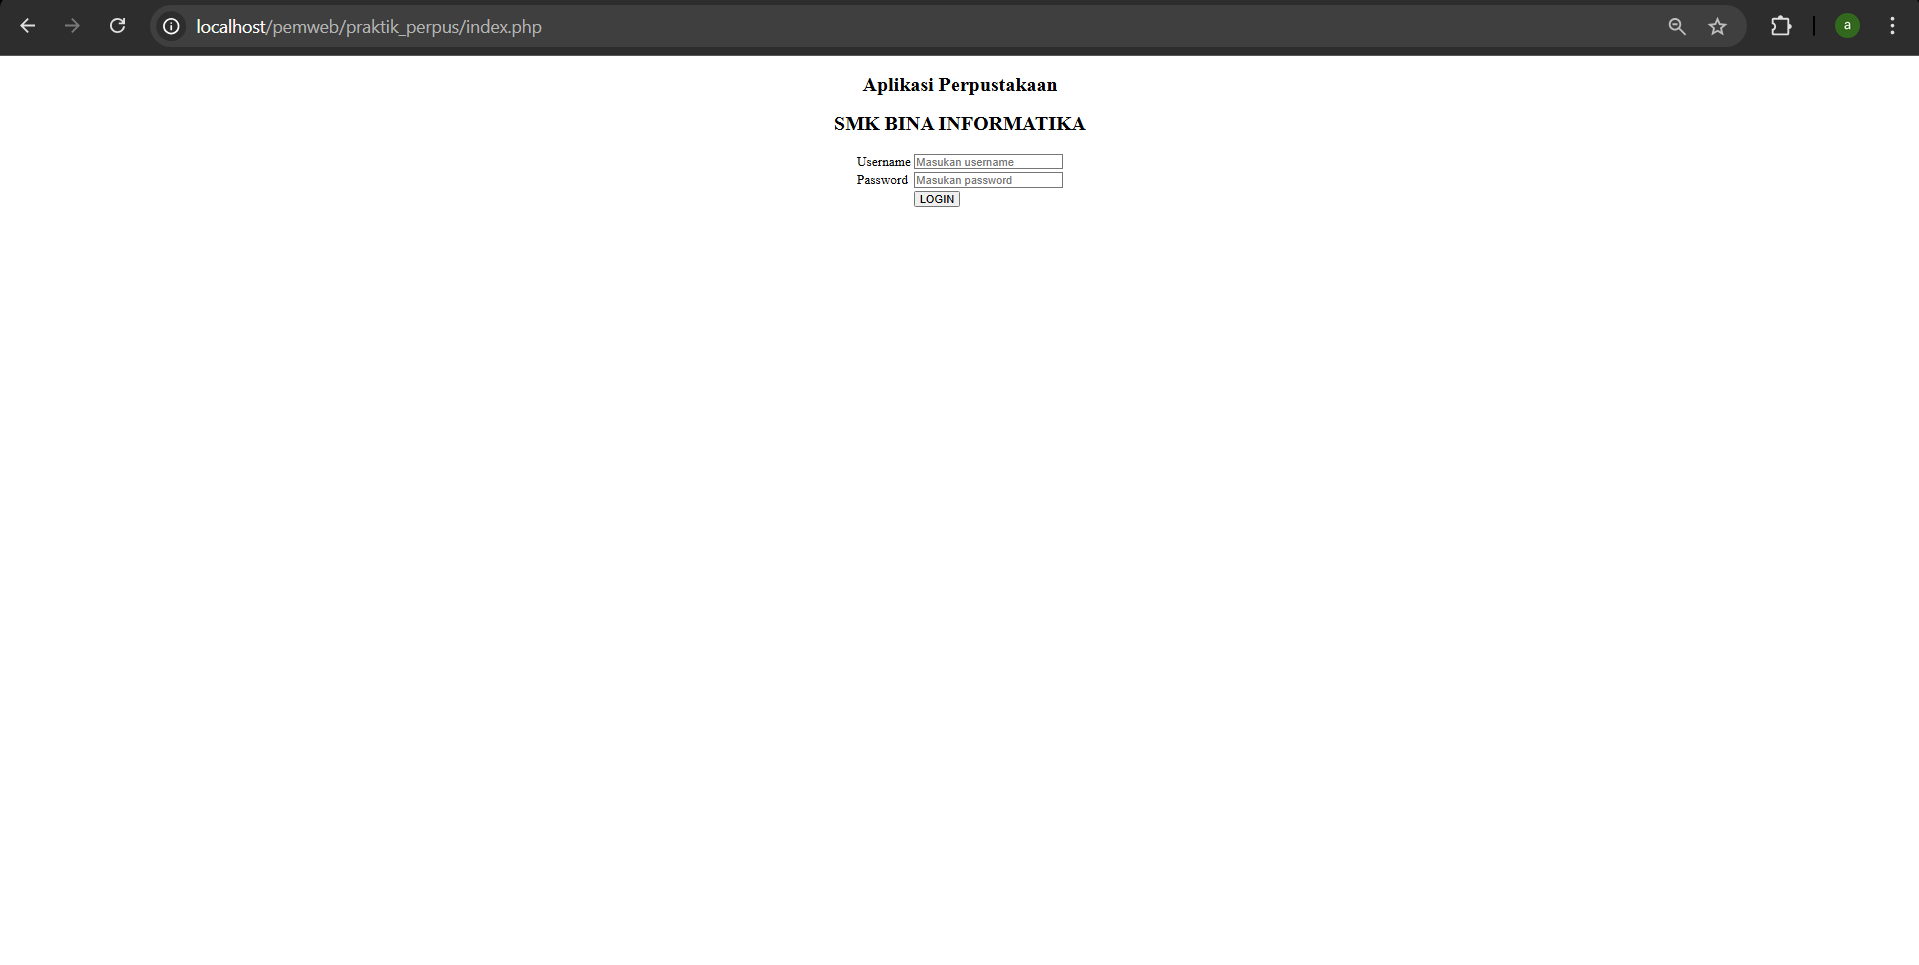 localhost/pemweb/praktik_perpus/index.php
a
Aplikasi Perpustakaan
SMK BINA INFORMATIKA
Username Masukan username
Password Masukan password
LOGIN